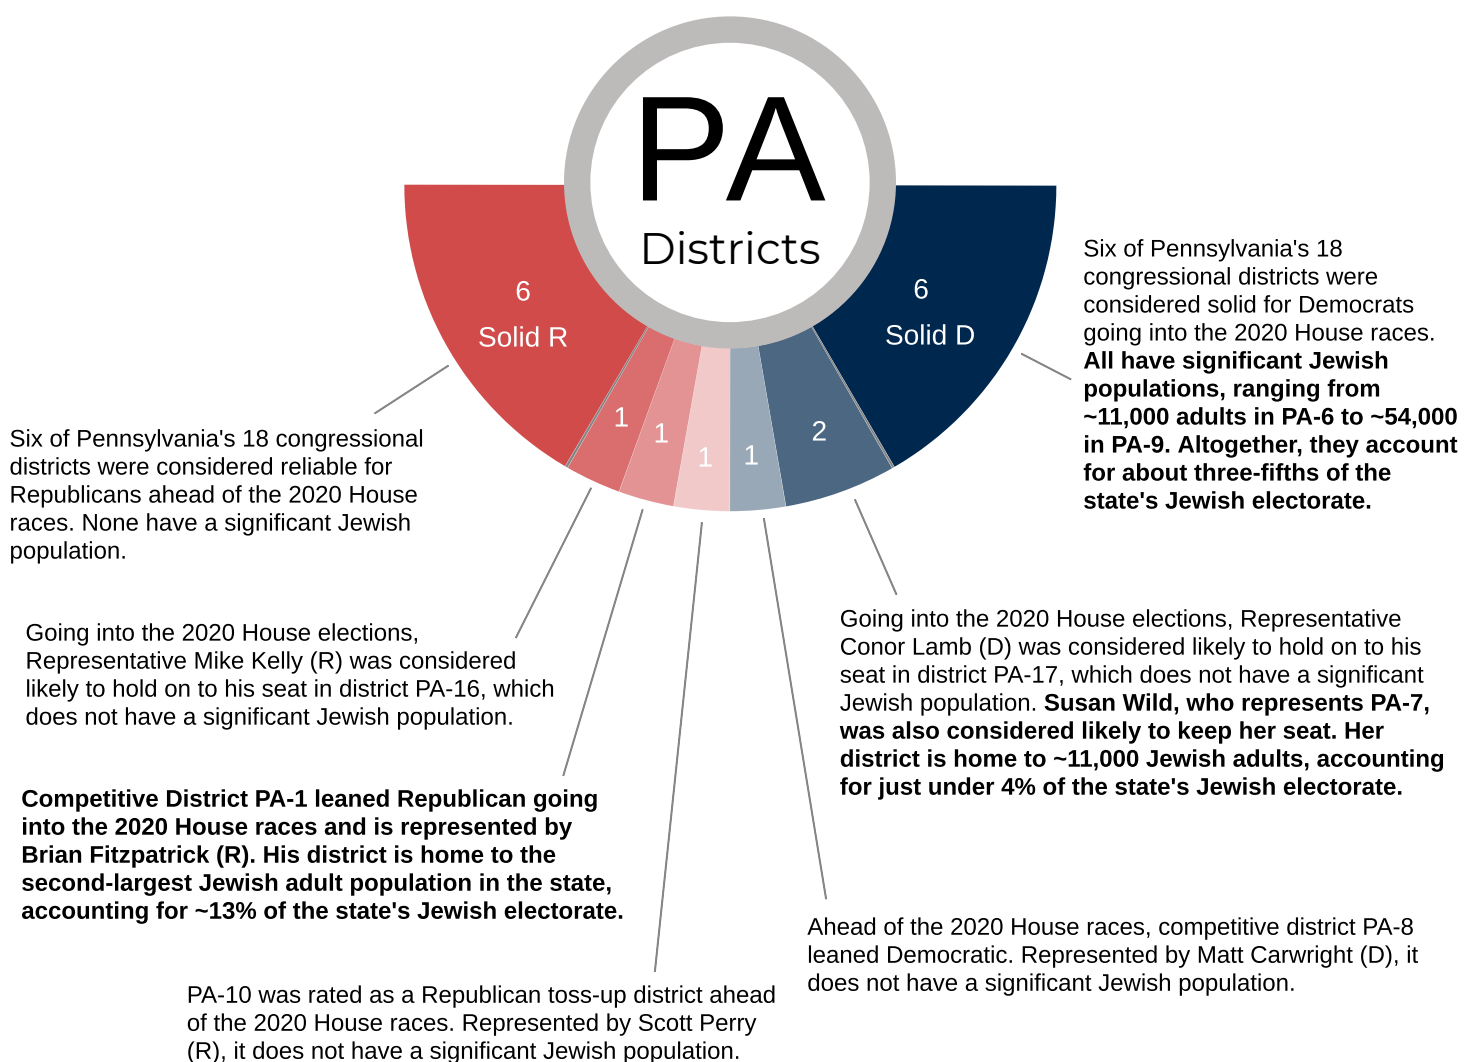 PA
Districts
6
Solid R
6
Solid D
1
1
1
1
2
Six of Pennsylvania's 18
congressional districts were
considered solid for Democrats
going into the 2020 House races.
All have significant Jewish
populations, ranging from
~11,000 adults in PA-6 to ~54,000
in PA-9. Altogether, they account
for about three-fifths of the
state's Jewish electorate.
Six of Pennsylvania's 18 congressional
districts were considered reliable for
Republicans ahead of the 2020 House
races. None have a significant Jewish
population.
Going into the 2020 House elections,
Representative Mike Kelly (R) was considered
likely to hold on to his seat in district PA-16, which
does not have a significant Jewish population.
Going into the 2020 House elections, Representative
Conor Lamb (D) was considered likely to hold on to his
seat in district PA-17, which does not have a significant
Jewish population. Susan Wild, who represents PA-7,
was also considered likely to keep her seat. Her
district is home to ~11,000 Jewish adults, accounting
for just under 4% of the state's Jewish electorate.
Competitive District PA-1 leaned Republican going
into the 2020 House races and is represented by
Brian Fitzpatrick (R). His district is home to the
second-largest Jewish adult population in the state,
accounting for ~13% of the state's Jewish electorate.
Ahead of the 2020 House races, competitive district PA-8
leaned Democratic. Represented by Matt Carwright (D), it
does not have a significant Jewish population.
PA-10 was rated as a Republican toss-up district ahead
of the 2020 House races. Represented by Scott Perry
(R), it does not have a significant Jewish population.